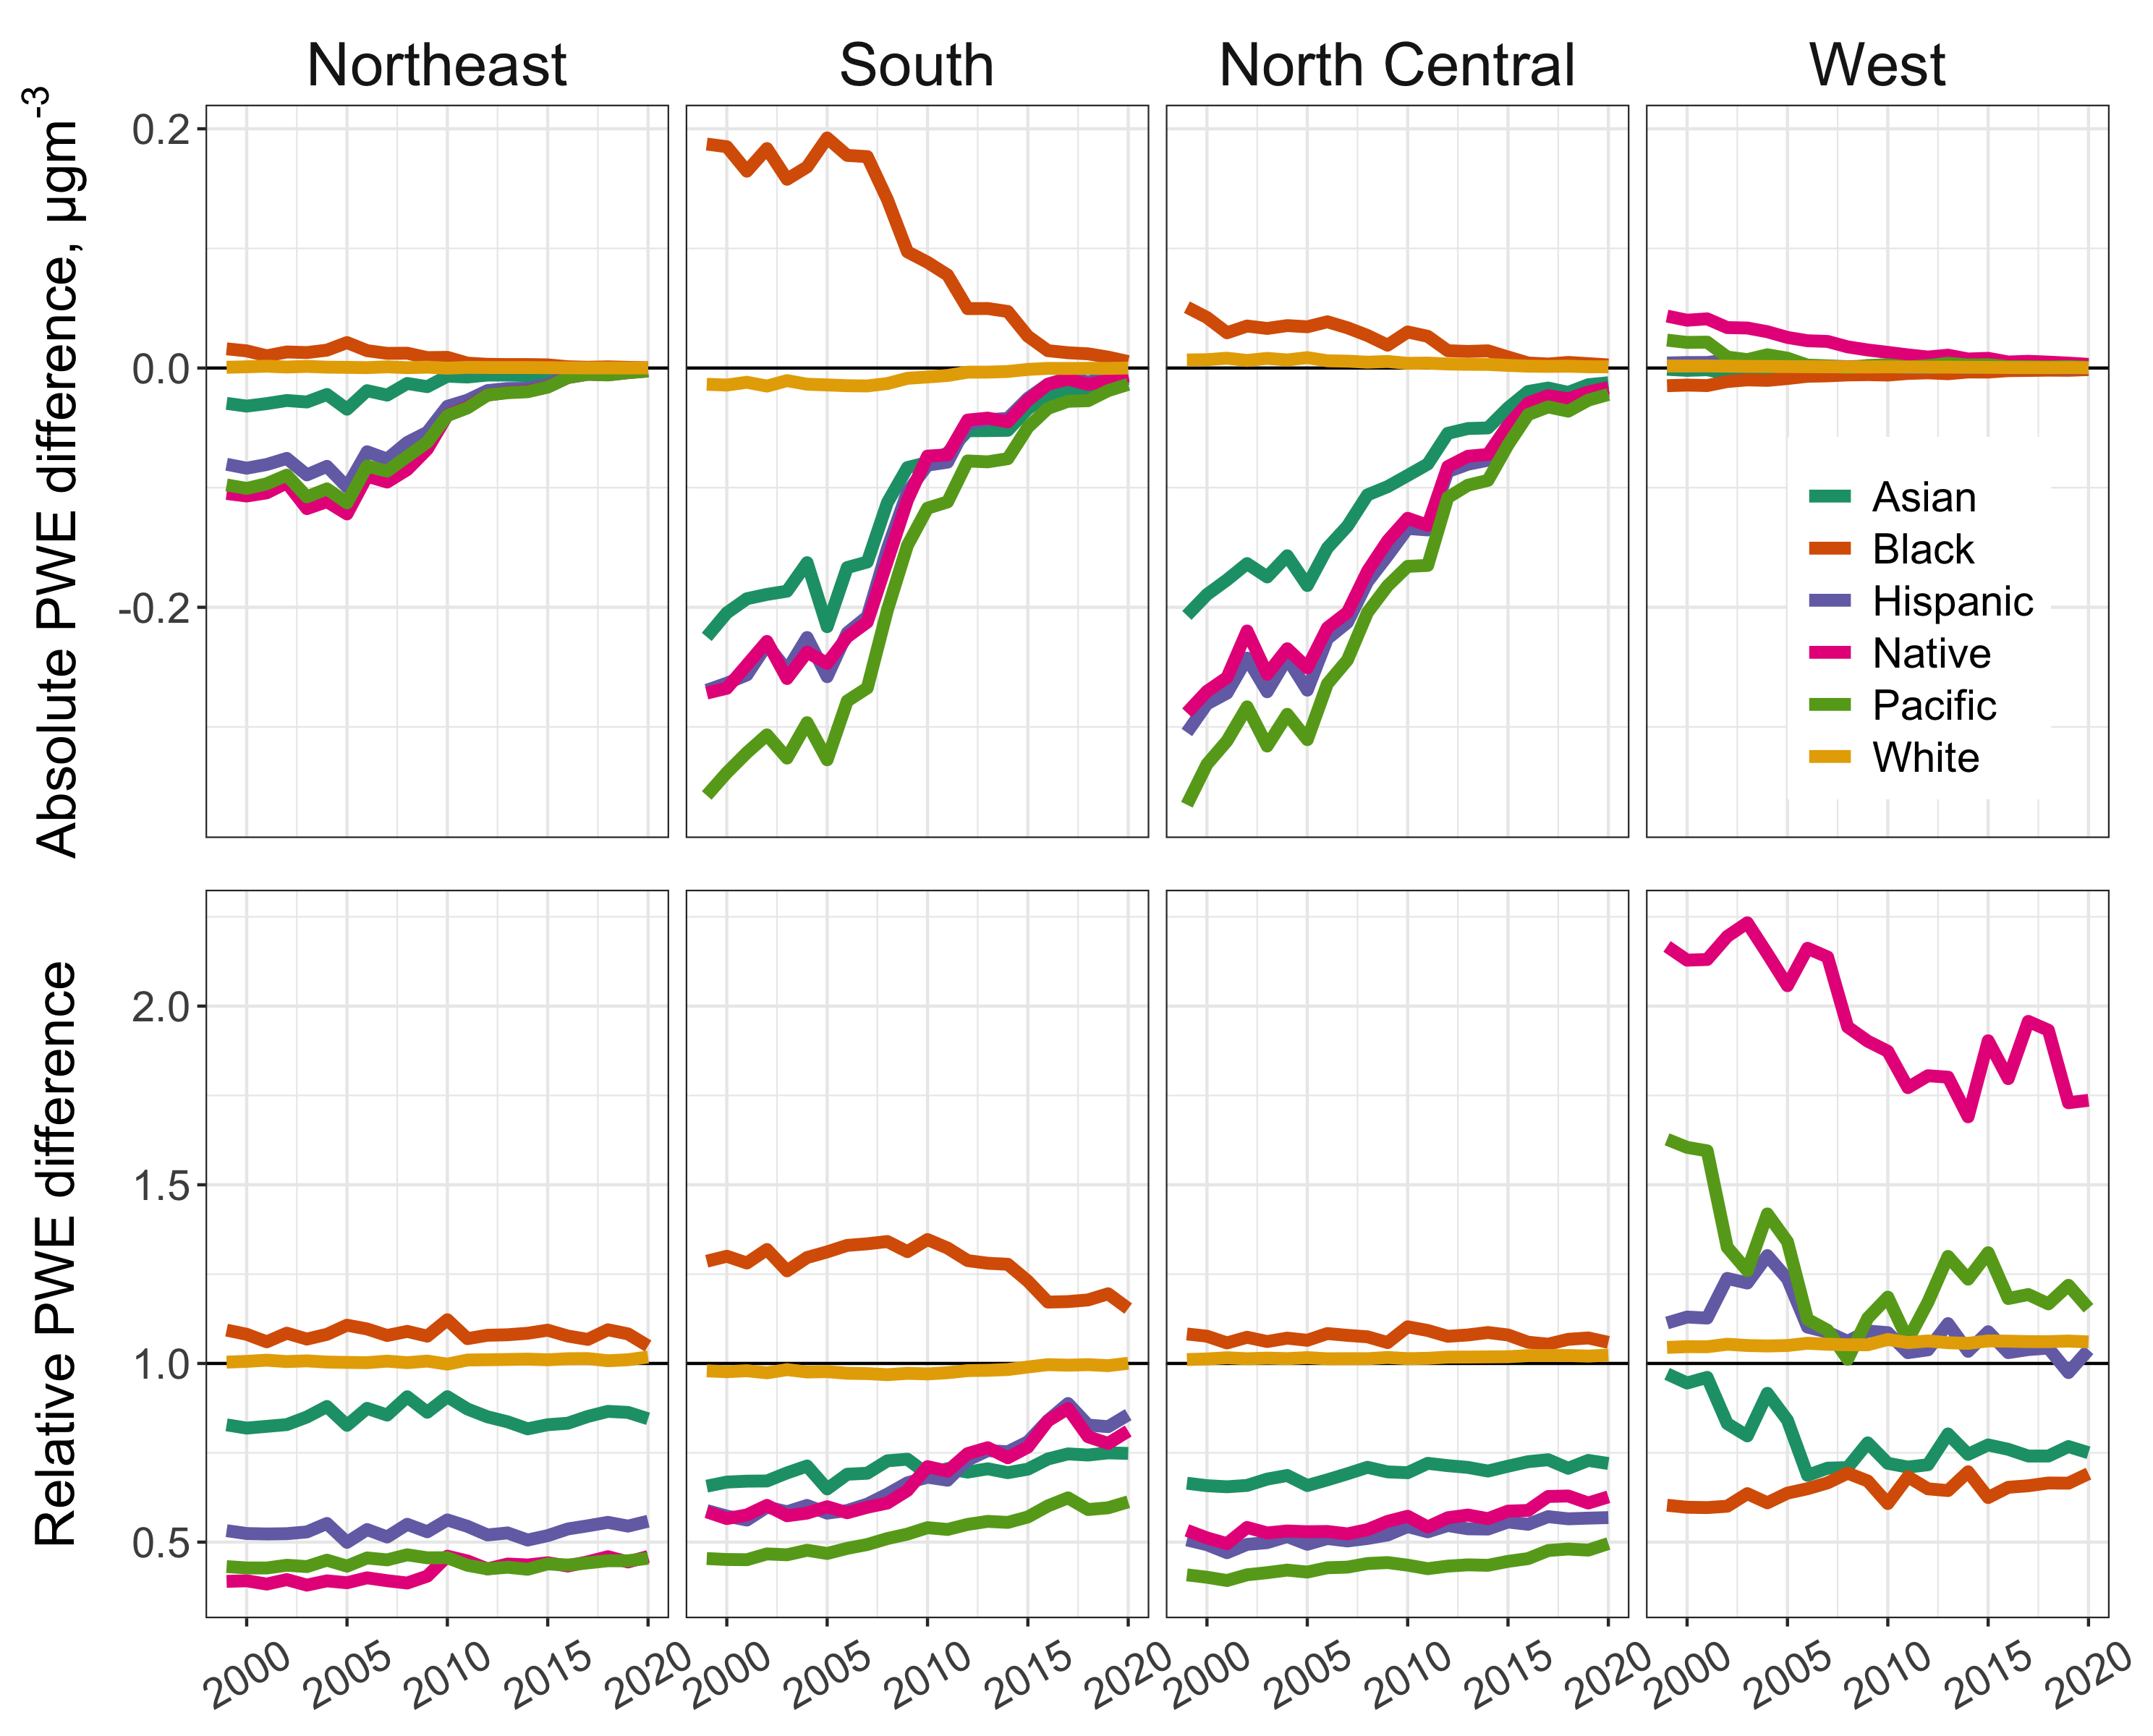 Northeast South North Central West
Absolute PWE difference, µgm-3
0.2
0.0
-0.2
Asian
Black
Hispanic
Native
Pacific
White
Relative PWE difference
2.0
1.5
1.0
0.5
2000 2005 2010 2015 2020 2000 2005 2010 2015 2020 2000 2005 2010 2015 2020 2000 2005 2010 2015 2020